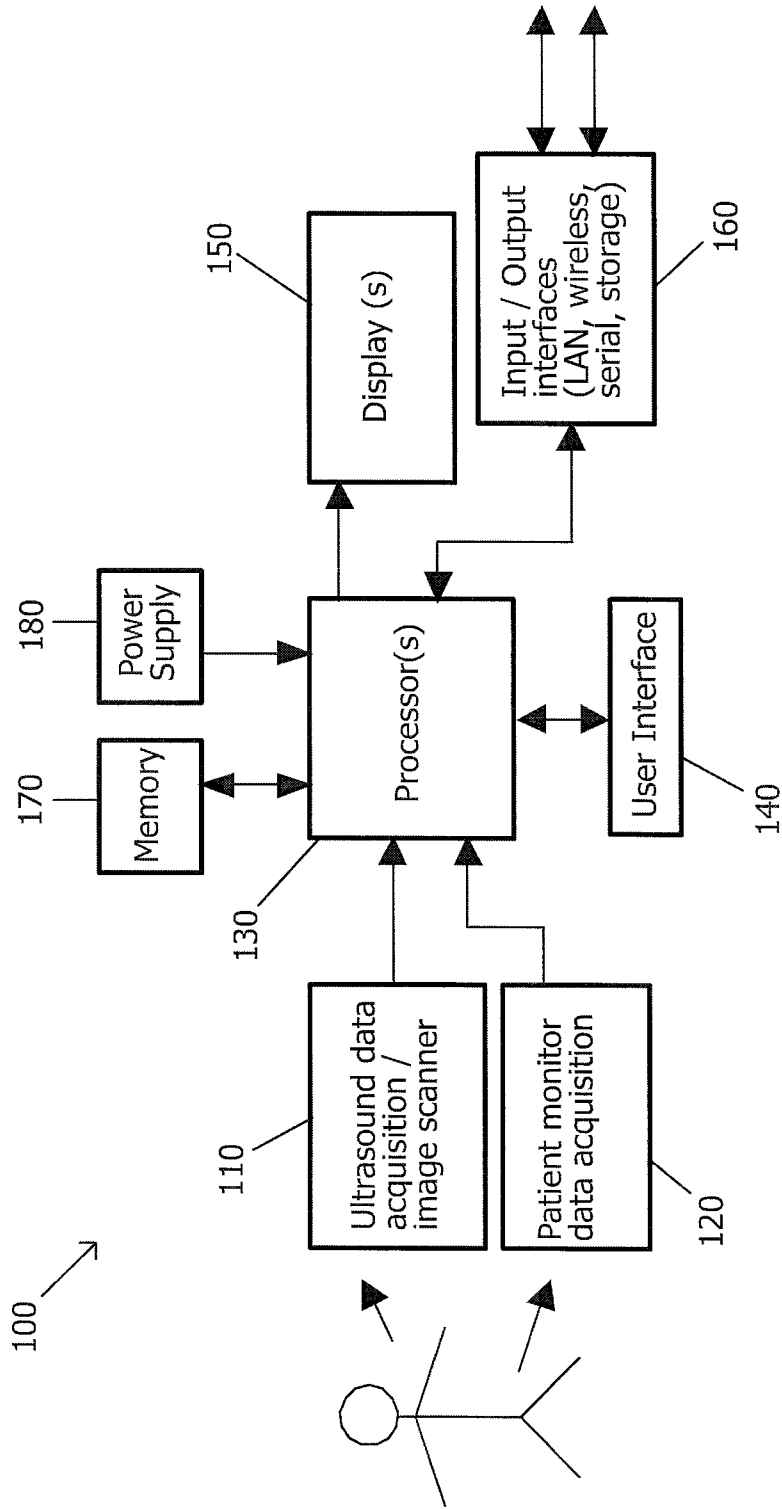 100
110
Ultrasound data
acquisition /
image scanner
Patient monitor
data acquisition
120
130
Processor(s)
170
Memory
180
Power
Supply
User Interface
140
150
Display (s)
Input / Output
interfaces
(LAN, wireless,
serial, storage)
160